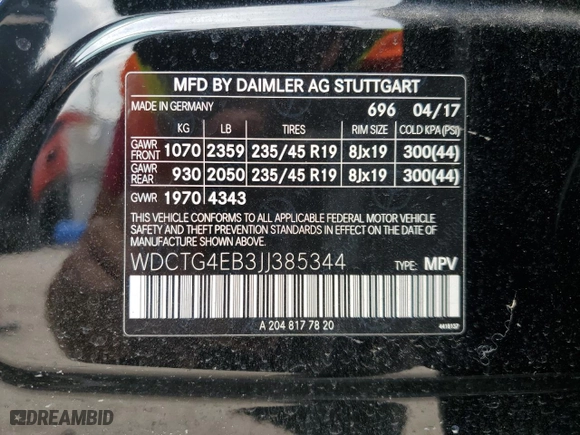 MFD BY DAIMLER AG STUTTGART
MADE IN GERMANY 696 04/17
KG LB TIRES RIM SIZE COLD KPA(PSI)
GAWR FRONT 1070 2359 235/45 R19 8Jx19 300(44)
GAWR REAR 930 2050 235/45 R19 8Jx19 300(44)
GVWR 1970 4343
THIS VEHICLE CONFORMS TO ALL APPLICABLE FEDERAL MOTOR VEHICLE
SAFETY AND THEFT PREVENTION STANDARDS IN EFFECT ON THE DATE
OF MANUFACTURE SHOWN ABOVE.
WDCTG4EB3JJ385344 TYPE: MPV
A 204 817 78 20
DREAMBID